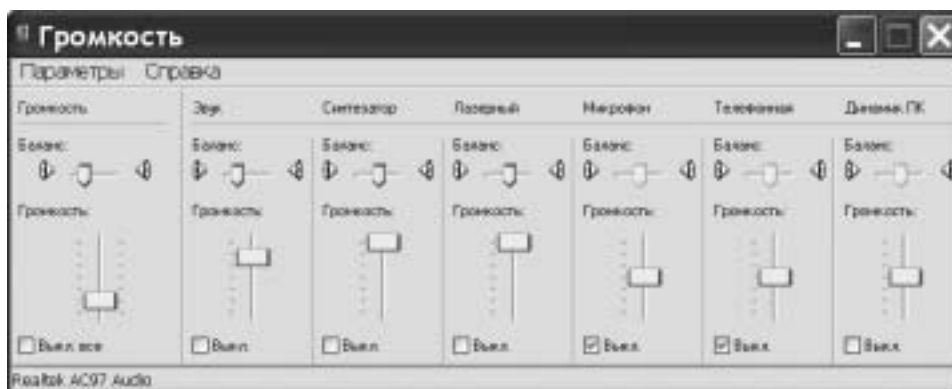 Громкость
Параметры Справка
Громкость Звук Синтезатор Лазерный Микрофон Телефонная Динамик ПК
Баланс: Баланс: Баланс: Баланс: Баланс: Баланс: Баланс:
Громкость: Громкость: Громкость: Громкость: Громкость: Громкость: Громкость:
Выкл все Выкл Выкл Выкл Выкл Выкл Выкл
Realtek AC97 Audio